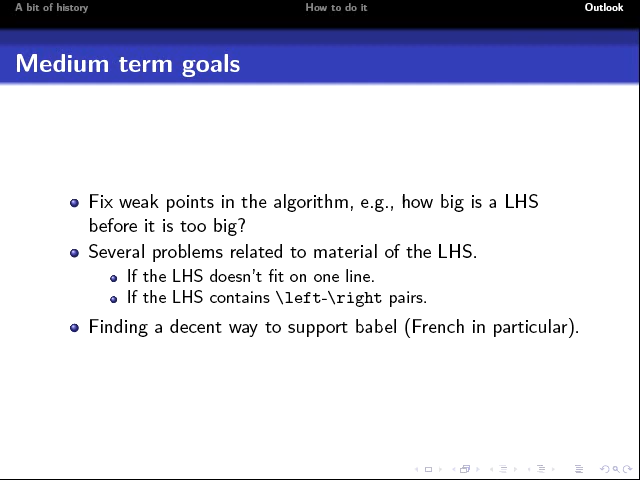 A bit of history How to do it Outlook
Medium term goals
Fix weak points in the algorithm, e.g., how big is a LHS
before it is too big?
Several problems related to material of the LHS.
If the LHS doesn't fit on one line.
If the LHS contains \left-\right pairs.
Finding a decent way to support babel (French in particular).